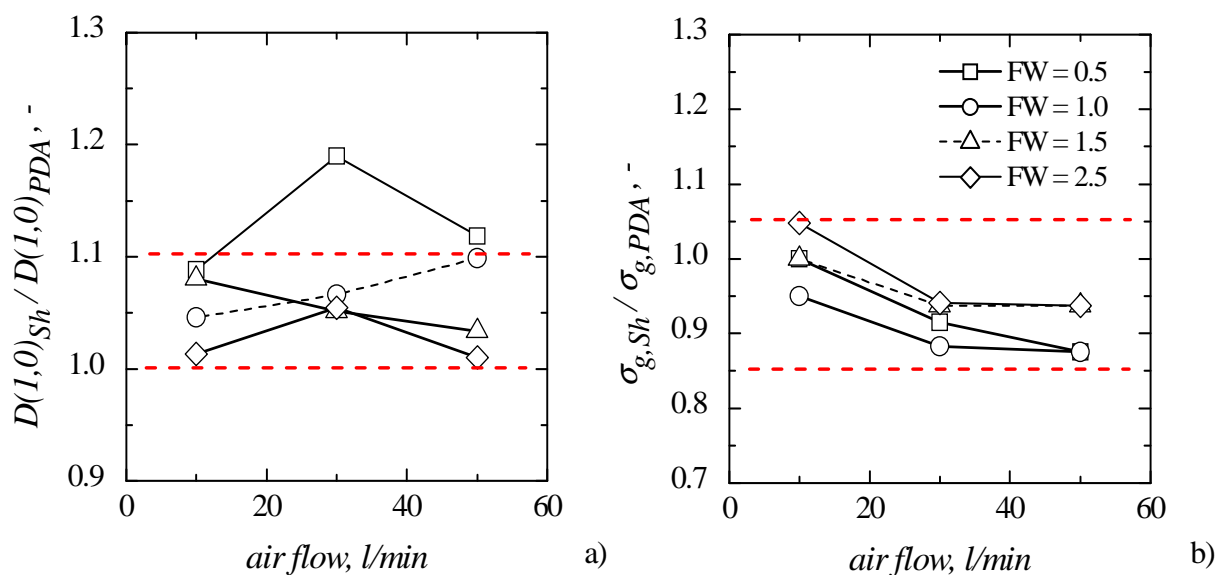 1.3
1.2
1.1
1.0
0.9
D(1,0)Sh / D(1,0)PDA , -
0 20 40 60
air flow, l/min
a)
1.3
1.2
1.1
1.0
0.9
0.8
0.7
σg,Sh / σg,PDA , -
FW = 0.5
FW = 1.0
FW = 1.5
FW = 2.5
0 20 40 60
air flow, l/min
b)